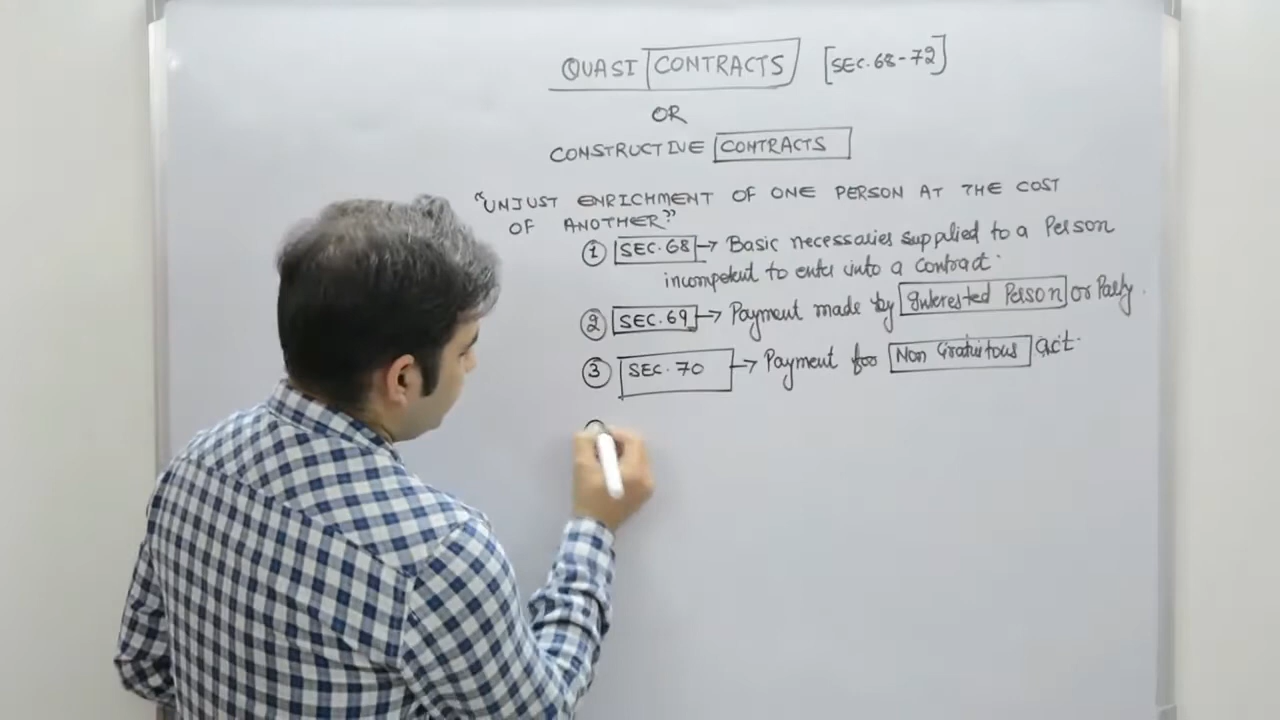 QUASI CONTRACTS [SEC.68-72]
OR
CONSTRUCTIVE CONTRACTS
"UNJUST ENRICHMENT OF ONE PERSON AT THE COST
OF ANOTHER"
1 SEC.68 → Basic necessaries supplied to a Person
incompetent to enter into a contract.
2 SEC.69 → Payment made by Interested Person or Party.
3 SEC.70 → Payment for Non Gratuitous act.